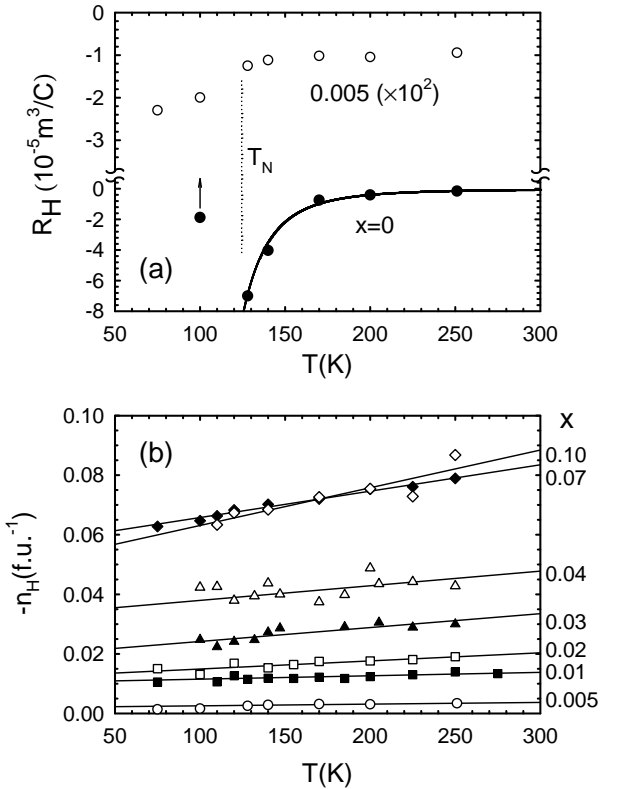 -1
-2
-3
0
-2
-4
-6
-8
R_H (10^-5 m^3/C)
0.005 (×10^2)
T_N
x=0
(a)
50 100 150 200 250 300
T(K)
x
0.10
0.08
0.06
0.04
0.02
0.00
-n_H(f.u.^-1)
(b)
0.10
0.07
0.04
0.03
0.02
0.01
0.005
50 100 150 200 250 300
T(K)